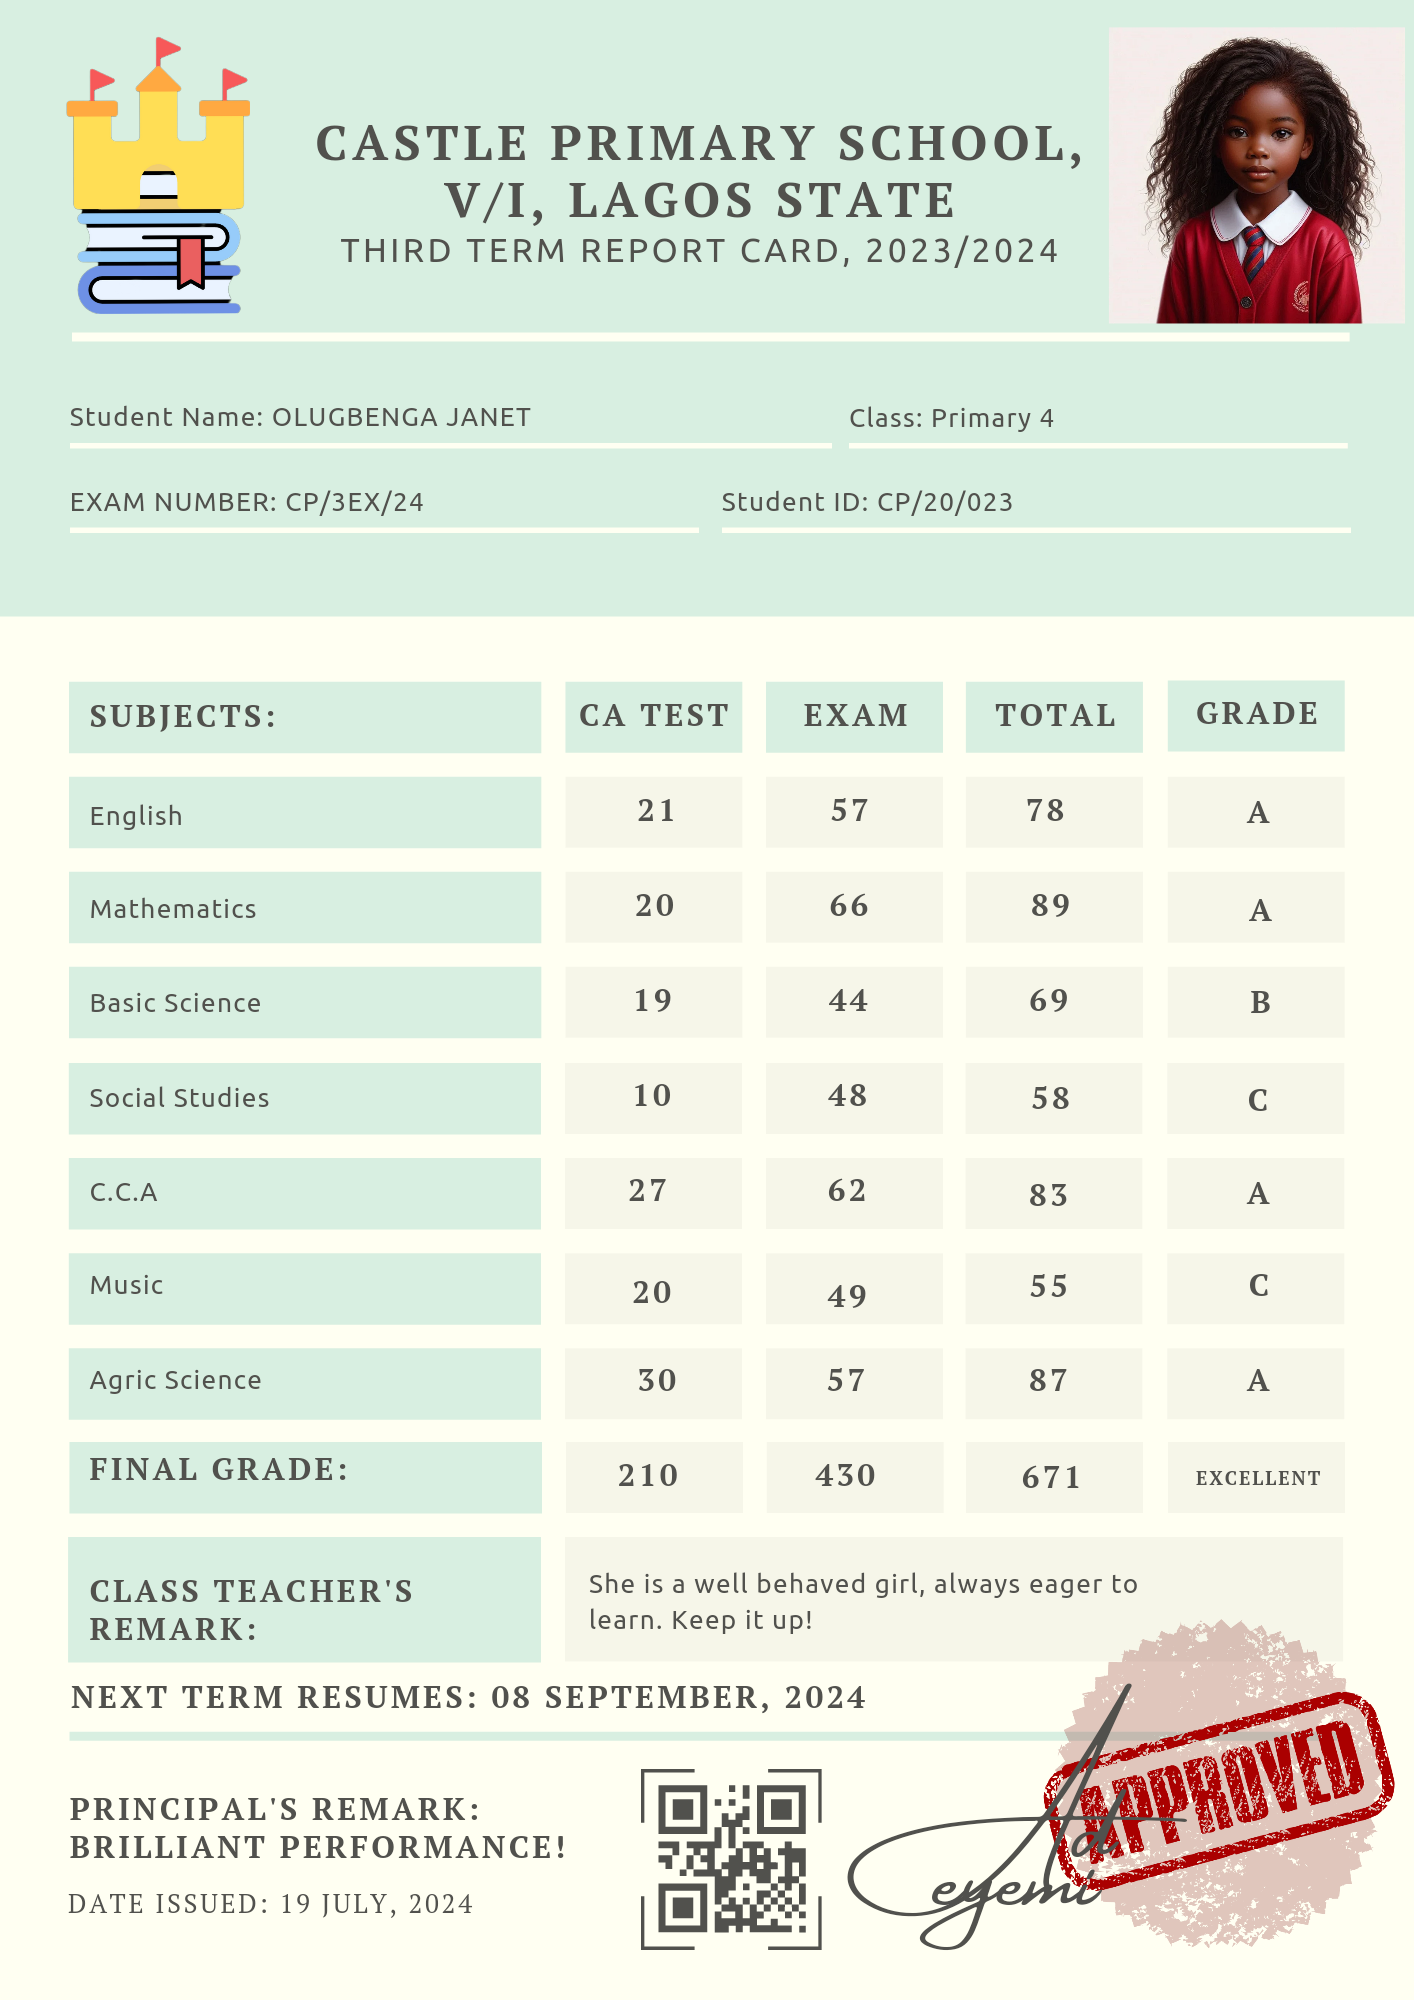 CASTLE PRIMARY SCHOOL,
V/I, LAGOS STATE
THIRD TERM REPORT CARD, 2023/2024
Student Name: OLUGBENGA JANET Class: Primary 4
EXAM NUMBER: CP/3EX/24 Student ID: CP/20/023
SUBJECTS: CA TEST EXAM TOTAL GRADE
English 21 57 78 A
Mathematics 20 66 89 A
Basic Science 19 44 69 B
Social Studies 10 48 58 C
C.C.A 27 62 83 A
Music 20 49 55 C
Agric Science 30 57 87 A
FINAL GRADE: 210 430 671 EXCELLENT
CLASS TEACHER'S
REMARK:
She is a well behaved girl, always eager to
learn. Keep it up!
NEXT TERM RESUMES: 08 SEPTEMBER, 2024
APPROVED
PRINCIPAL'S REMARK:
BRILLIANT PERFORMANCE!
DATE ISSUED: 19 JULY, 2024
Adeyemi